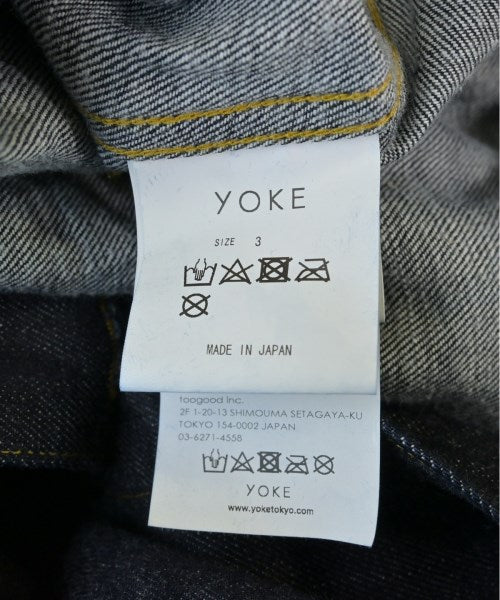 YOKE
SIZE 3
MADE IN JAPAN
foogood Inc.
2F 1-20-13 SHIMOUMA SETAGAYA-KU
TOKYO 154-0002 JAPAN
03-6271-4558
YOKE
www.yoketokyo.com